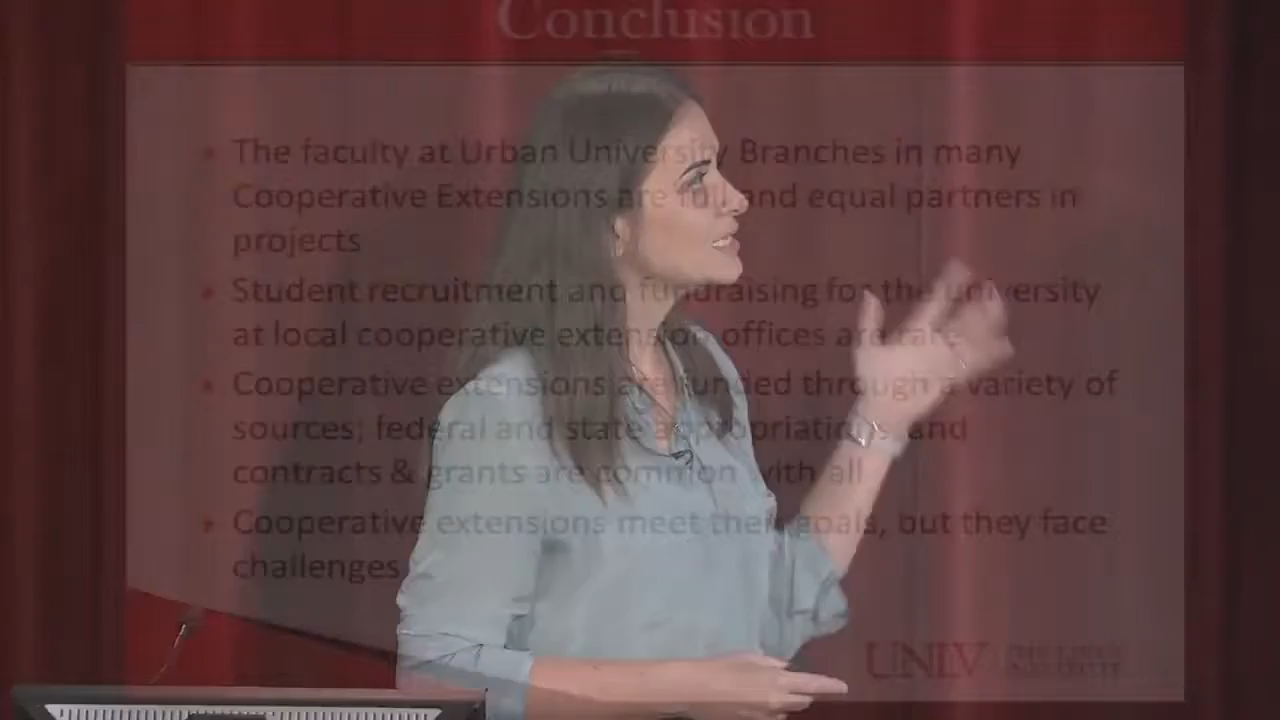 Conclusion
• The faculty at Urban University Branches in many
Cooperative Extensions are full and equal partners in
projects
• Student recruitment and fundraising for the university
at local cooperative extension offices are rare
• Cooperative extensions are funded through a variety of
sources; federal and state appropriations, and
contracts & grants are common with all
• Cooperative extensions meet their goals, but they face
challenges
UNLV